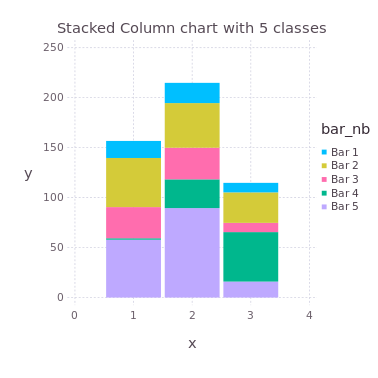 Stacked Column chart with 5 classes
250
200
150
100
50
0
y
0 1 2 3 4
x
bar_nb
Bar 1
Bar 2
Bar 3
Bar 4
Bar 5